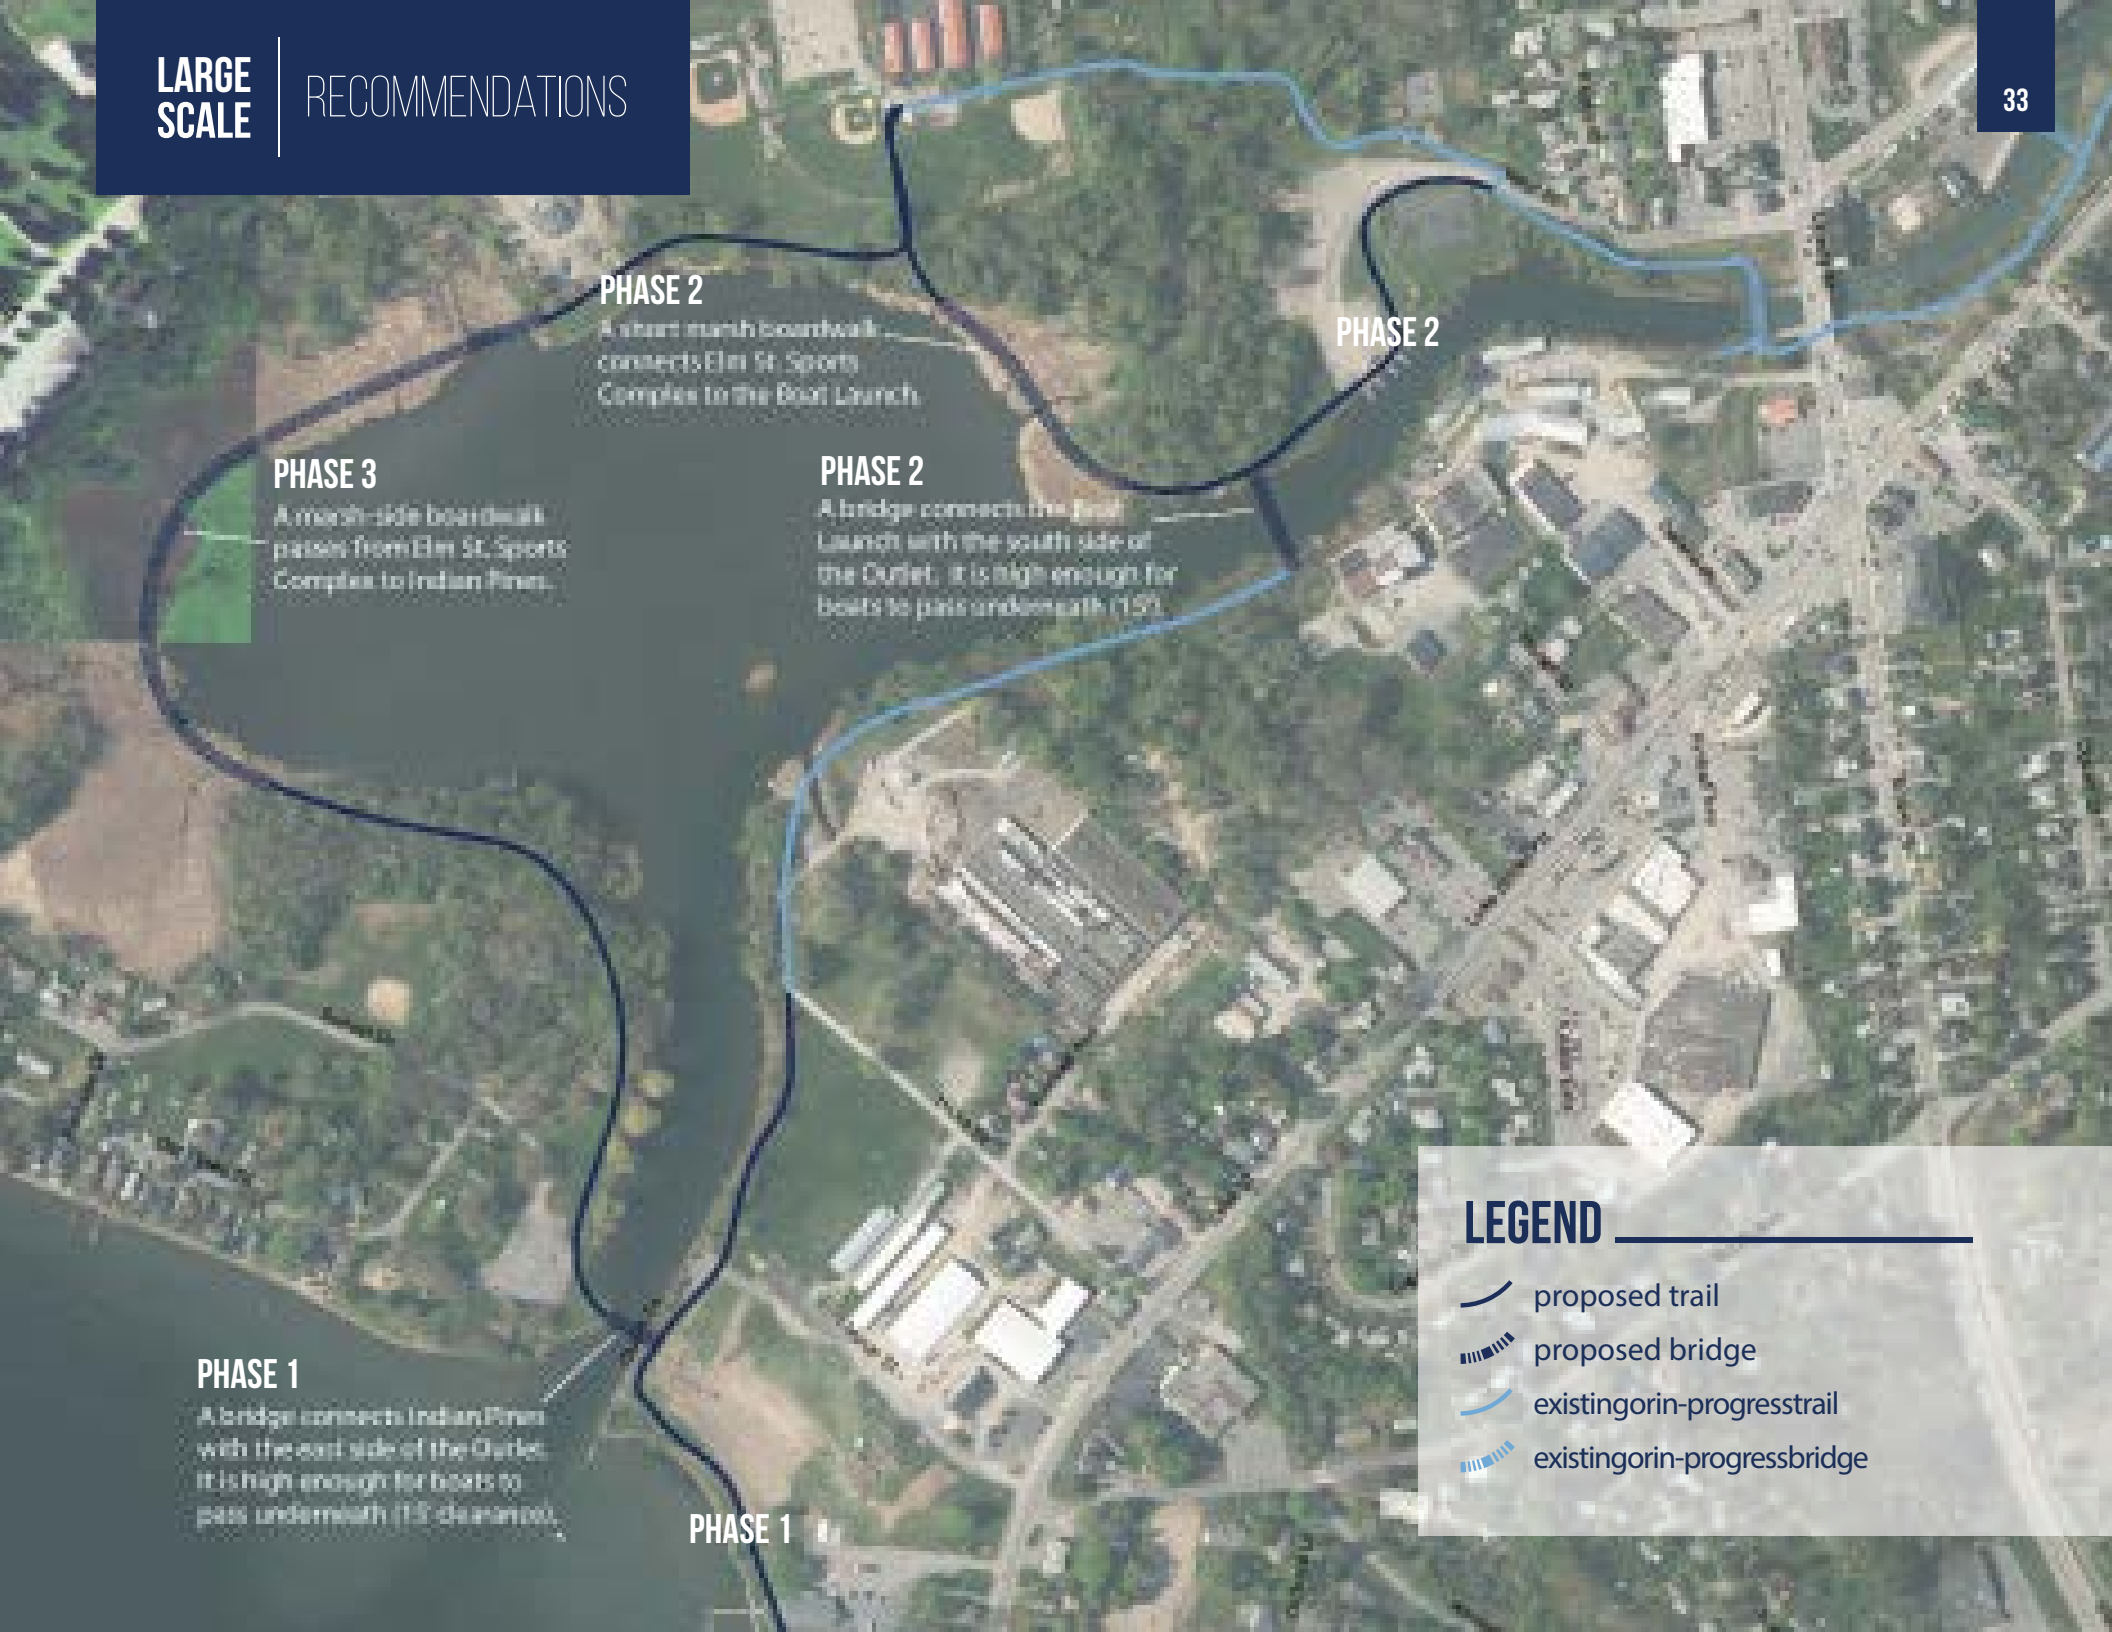 LARGE
SCALE
RECOMMENDATIONS
33
PHASE 2
A short marsh boardwalk
connects Elm St. Sports
Complex to the Boat Launch.
PHASE 2
PHASE 3
A marsh-side boardwalk
passes from Elm St. Sports
Complex to Indian Pines.
PHASE 2
A bridge connects the Boat
Launch with the south side of
the Outlet. It is high enough for
boats to pass underneath (15').
PHASE 1
A bridge connects Indian Pines
with the east side of the Outlet.
It is high enough for boats to
pass underneath (15' clearance).
PHASE 1
LEGEND
proposed trail
proposed bridge
existingorin-progresstrail
existingorin-progressbridge